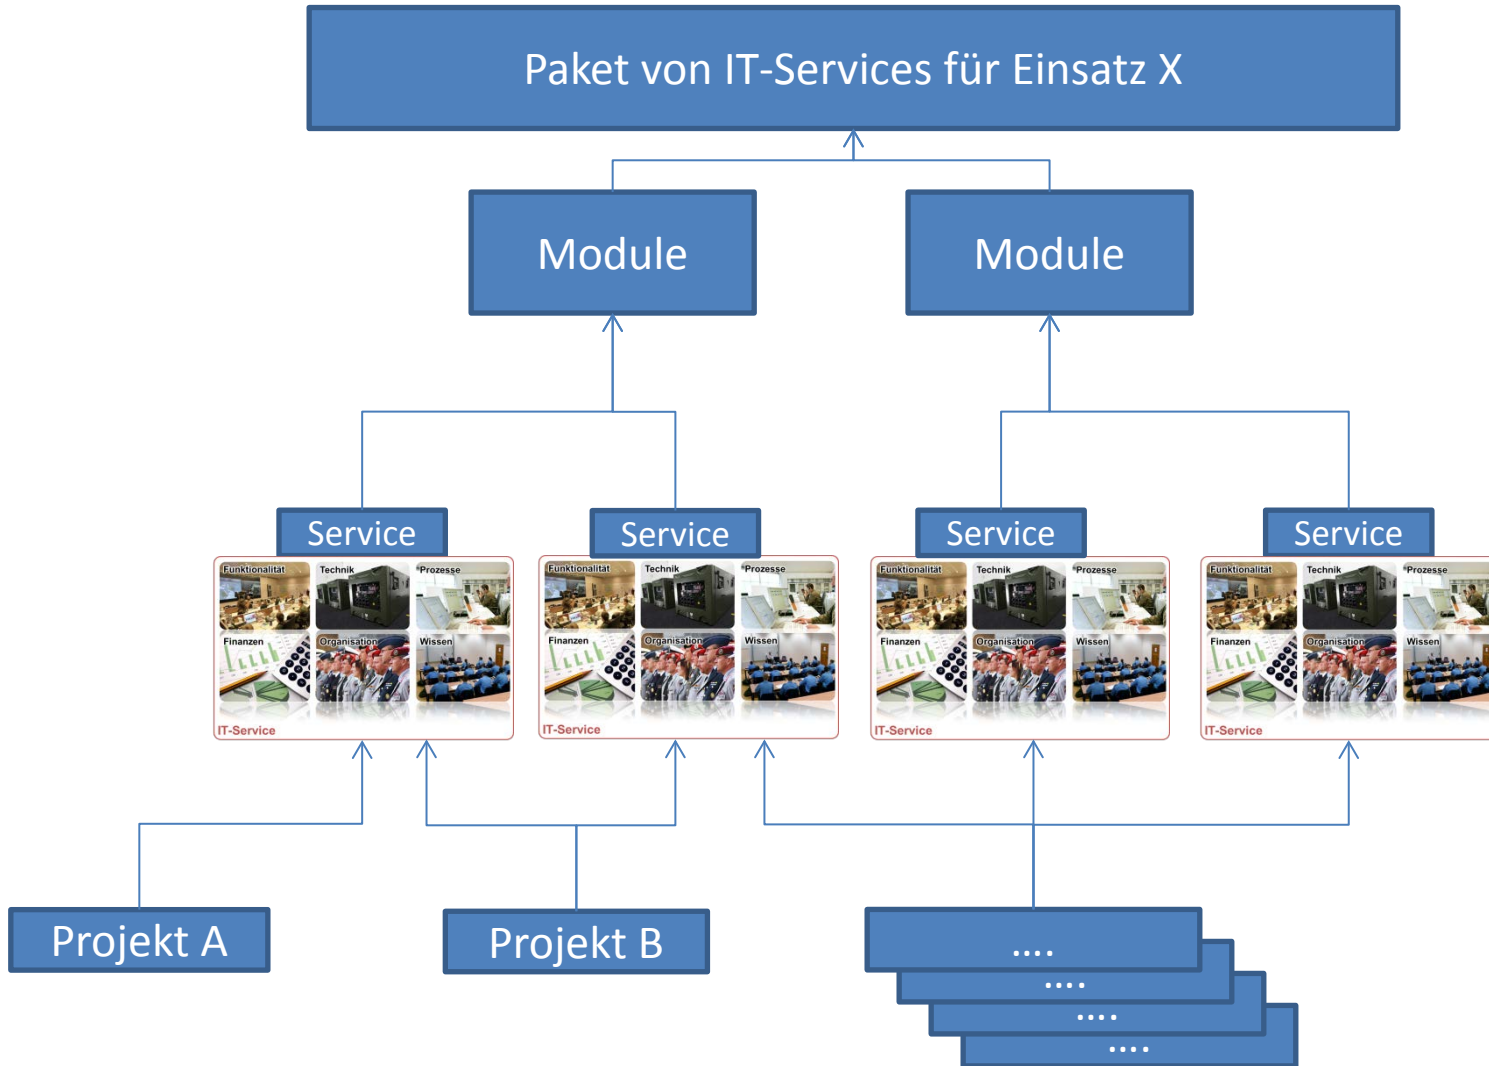 Paket von IT-Services für Einsatz X
Module
Module
Service
Service
Service
Service
Funktionalität Technik Prozesse
Finanzen Organisation Wissen
IT-Service
Funktionalität Technik Prozesse
Finanzen Organisation Wissen
IT-Service
Funktionalität Technik Prozesse
Finanzen Organisation Wissen
IT-Service
Funktionalität Technik Prozesse
Finanzen Organisation Wissen
IT-Service
Projekt A
Projekt B
....
....
....
....